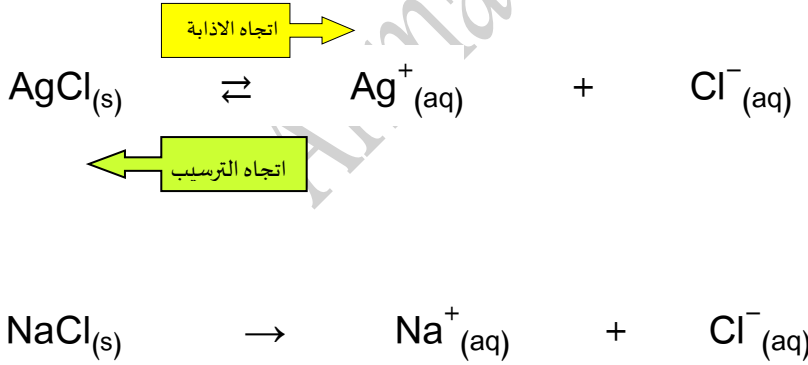 اتجاه الاذابة
AgCl(s) ⇄ Ag⁺(aq) + Cl⁻(aq)
اتجاه الترسيب
NaCl(s) → Na⁺(aq) + Cl⁻(aq)